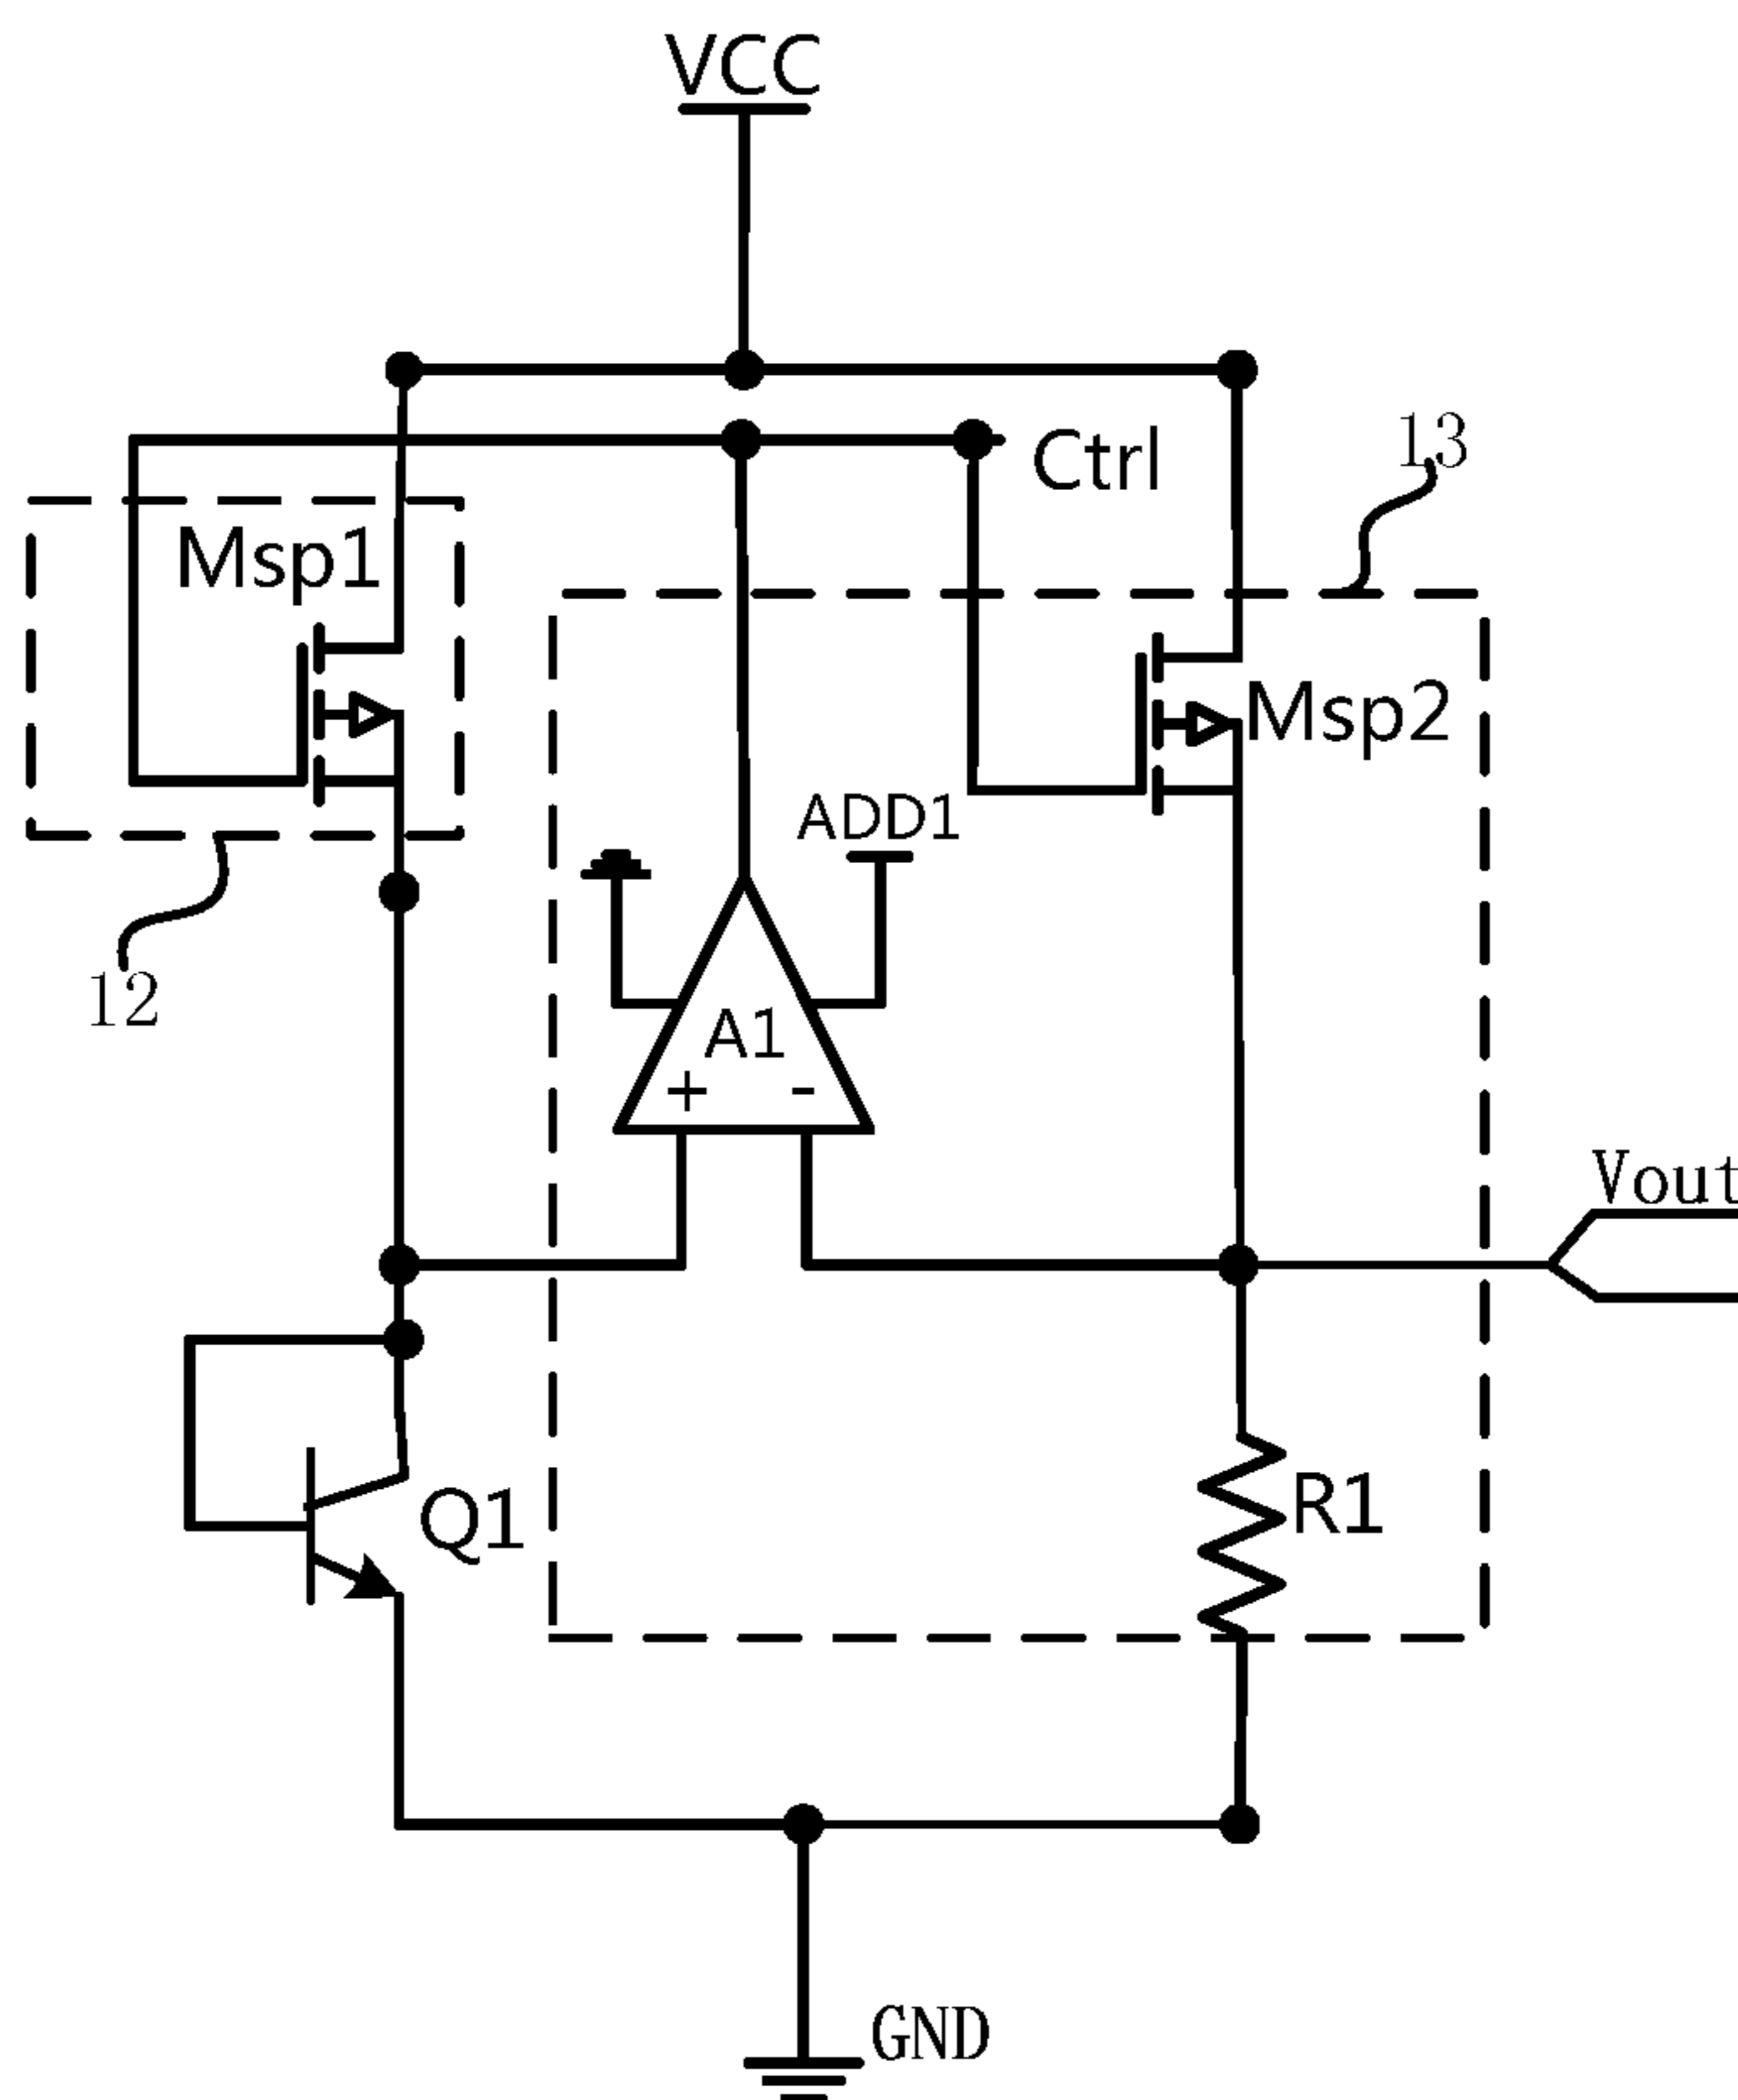 VCC
Ctrl
13
Msp1
Msp2
ADD1
12
A1
+ -
Vout
Q1
R1
GND